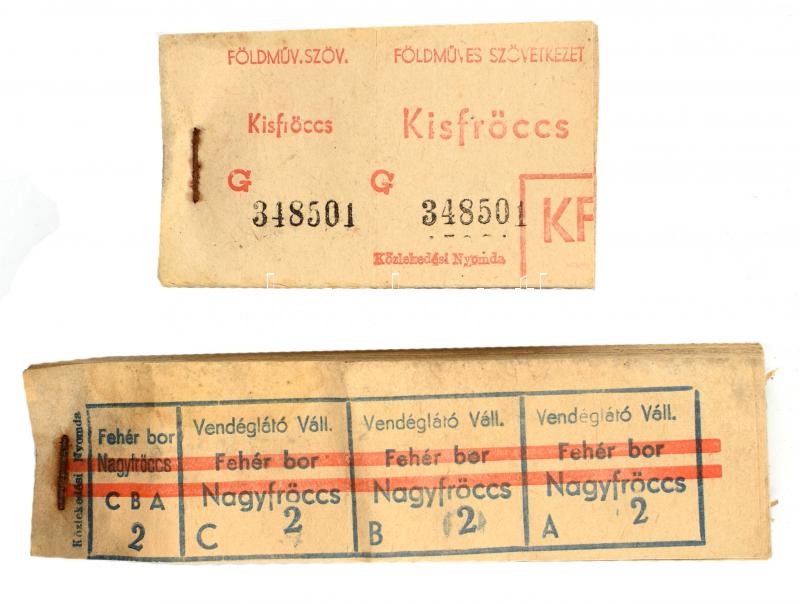 FÖLDMŰV.SZÖV.
Kisfröccs
G
348501
FÖLDMŰVES SZÖVETKEZET
Kisfröccs
G
348501
KF
Közlekedési Nyomda
Közlekedési Nyomda
Fehér bor
Nagyfröccs
C B A
2
Vendéglátó Váll.
Fehér bor
Nagyfröccs
C 2
Vendéglátó Váll.
Fehér bor
Nagyfröccs
B 2
Vendéglátó Váll.
Fehér bor
Nagyfröccs
A 2